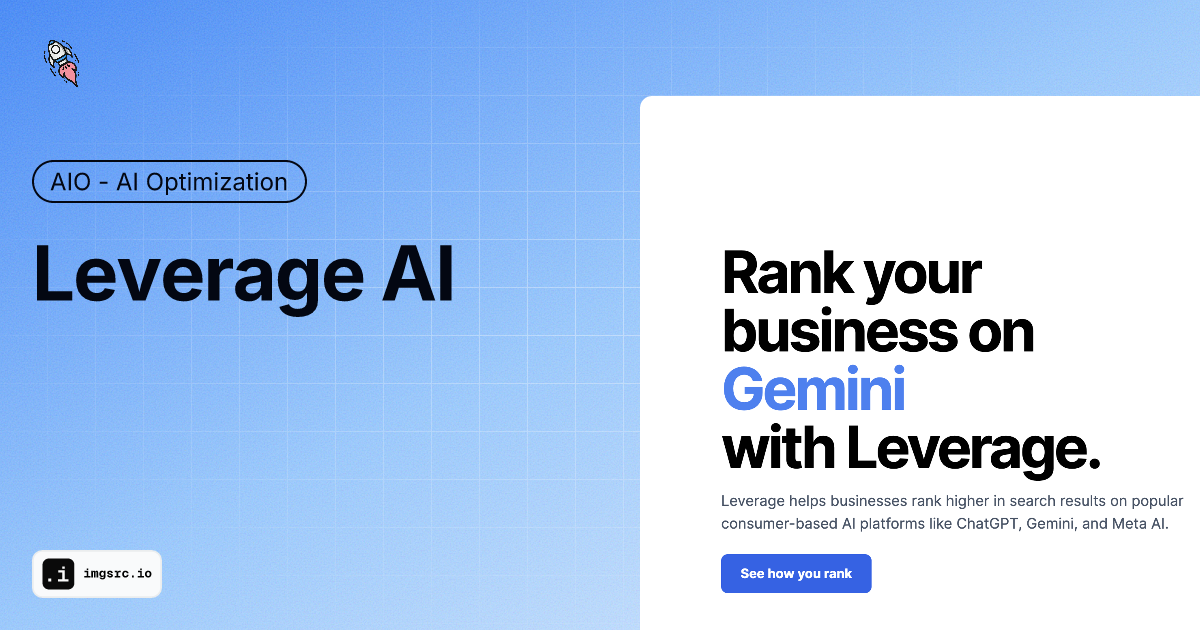 AIO - AI Optimization
Leverage AI
Rank your
business on
Gemini
with Leverage.
Leverage helps businesses rank higher in search results on popular
consumer-based AI platforms like ChatGPT, Gemini, and Meta AI.
See how you rank
.i imgsrc.io